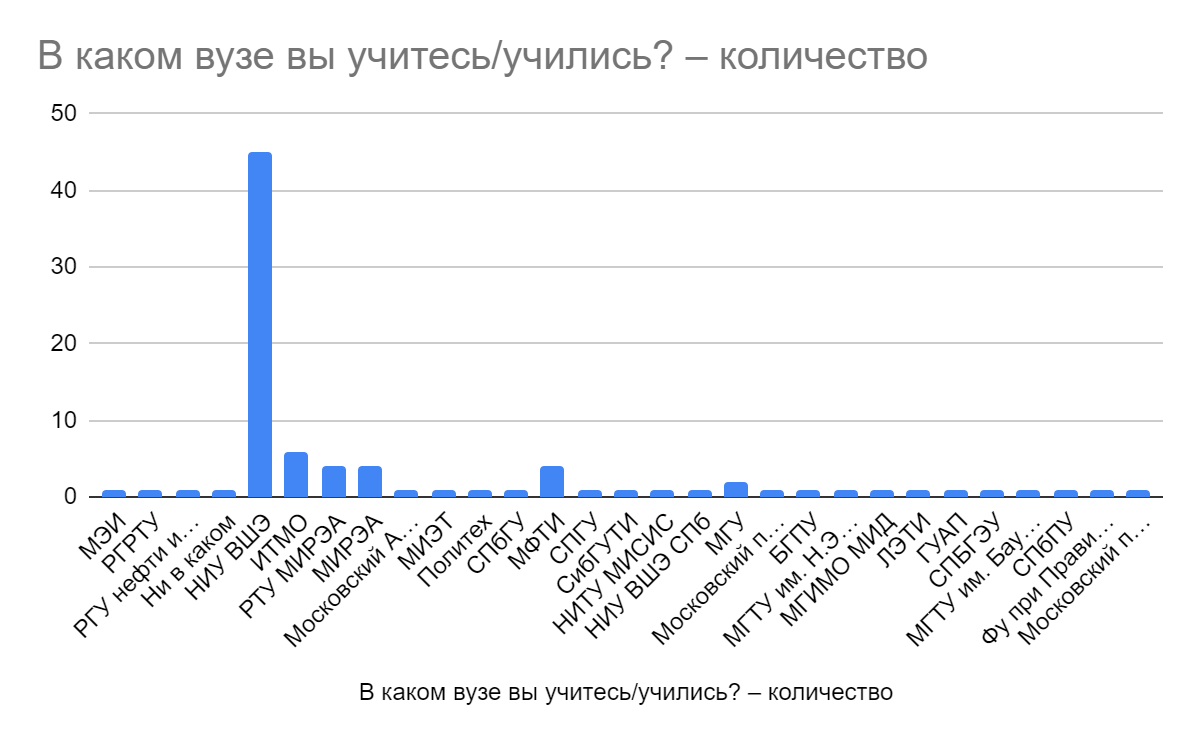 В каком вузе вы учитесь/учились? – количество
50
40
30
20
10
0
МЭИ
РГРТУ
РГУ нефти и…
Ни в каком
НИУ ВШЭ
ИТМО
РТУ МИРЭА
МИРЭА
Московский А…
МИЭТ
Политех
СПбГУ
МФТИ
СПГУ
СибГУТИ
НИТУ МИСИС
НИУ ВШЭ СПб
МГУ
Московский п…
БГПУ
МГТУ им. Н.Э…
МГИМО МИД
ЛЭТИ
ГУАП
СПБГЭУ
МГТУ им. Бау…
СПбПУ
Фу при Прави…
Московский п…
В каком вузе вы учитесь/учились? – количество